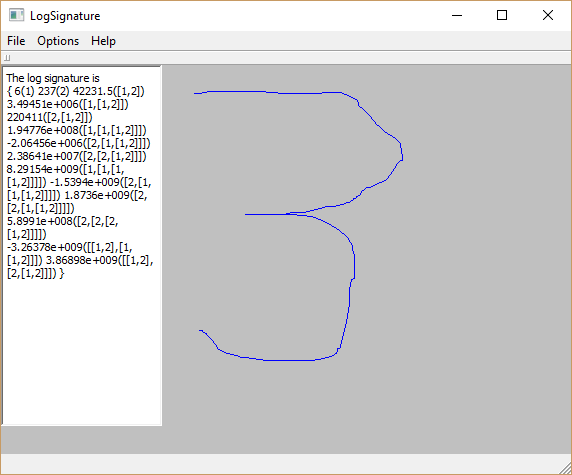 LogSignature
File Options Help
The log signature is
{ 6(1) 237(2) 42231.5([1,2])
3.49451e+006([1,[1,2]])
220411([2,[1,2]])
1.94776e+008([1,[1,[1,2]]])
-2.06456e+006([2,[1,[1,2]]])
2.38641e+007([2,[2,[1,2]]])
8.29154e+009([1,[1,[1,
[1,2]]]]) -1.5394e+009([2,[1,
[1,[1,2]]]]) 1.8736e+009([2,
[2,[1,[1,2]]]])
5.8991e+008([2,[2,[2,
[1,2]]]])
-3.26378e+009([[1,2],[1,
[1,2]]]) 3.86898e+009([[1,2],
[2,[1,2]]]) }
3